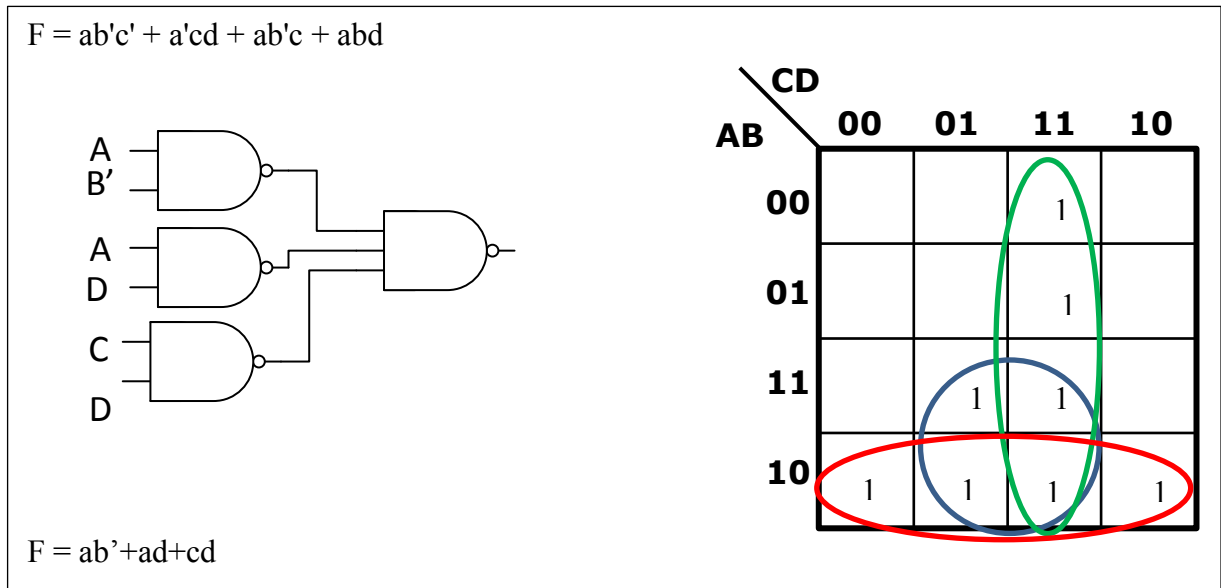 F = ab'c' + a'cd + ab'c + abd
A
B’
A
D
C
D
CD
AB
00 01 11 10
00 1
01 1
11 1 1
10 1 1 1 1
F = ab’+ad+cd